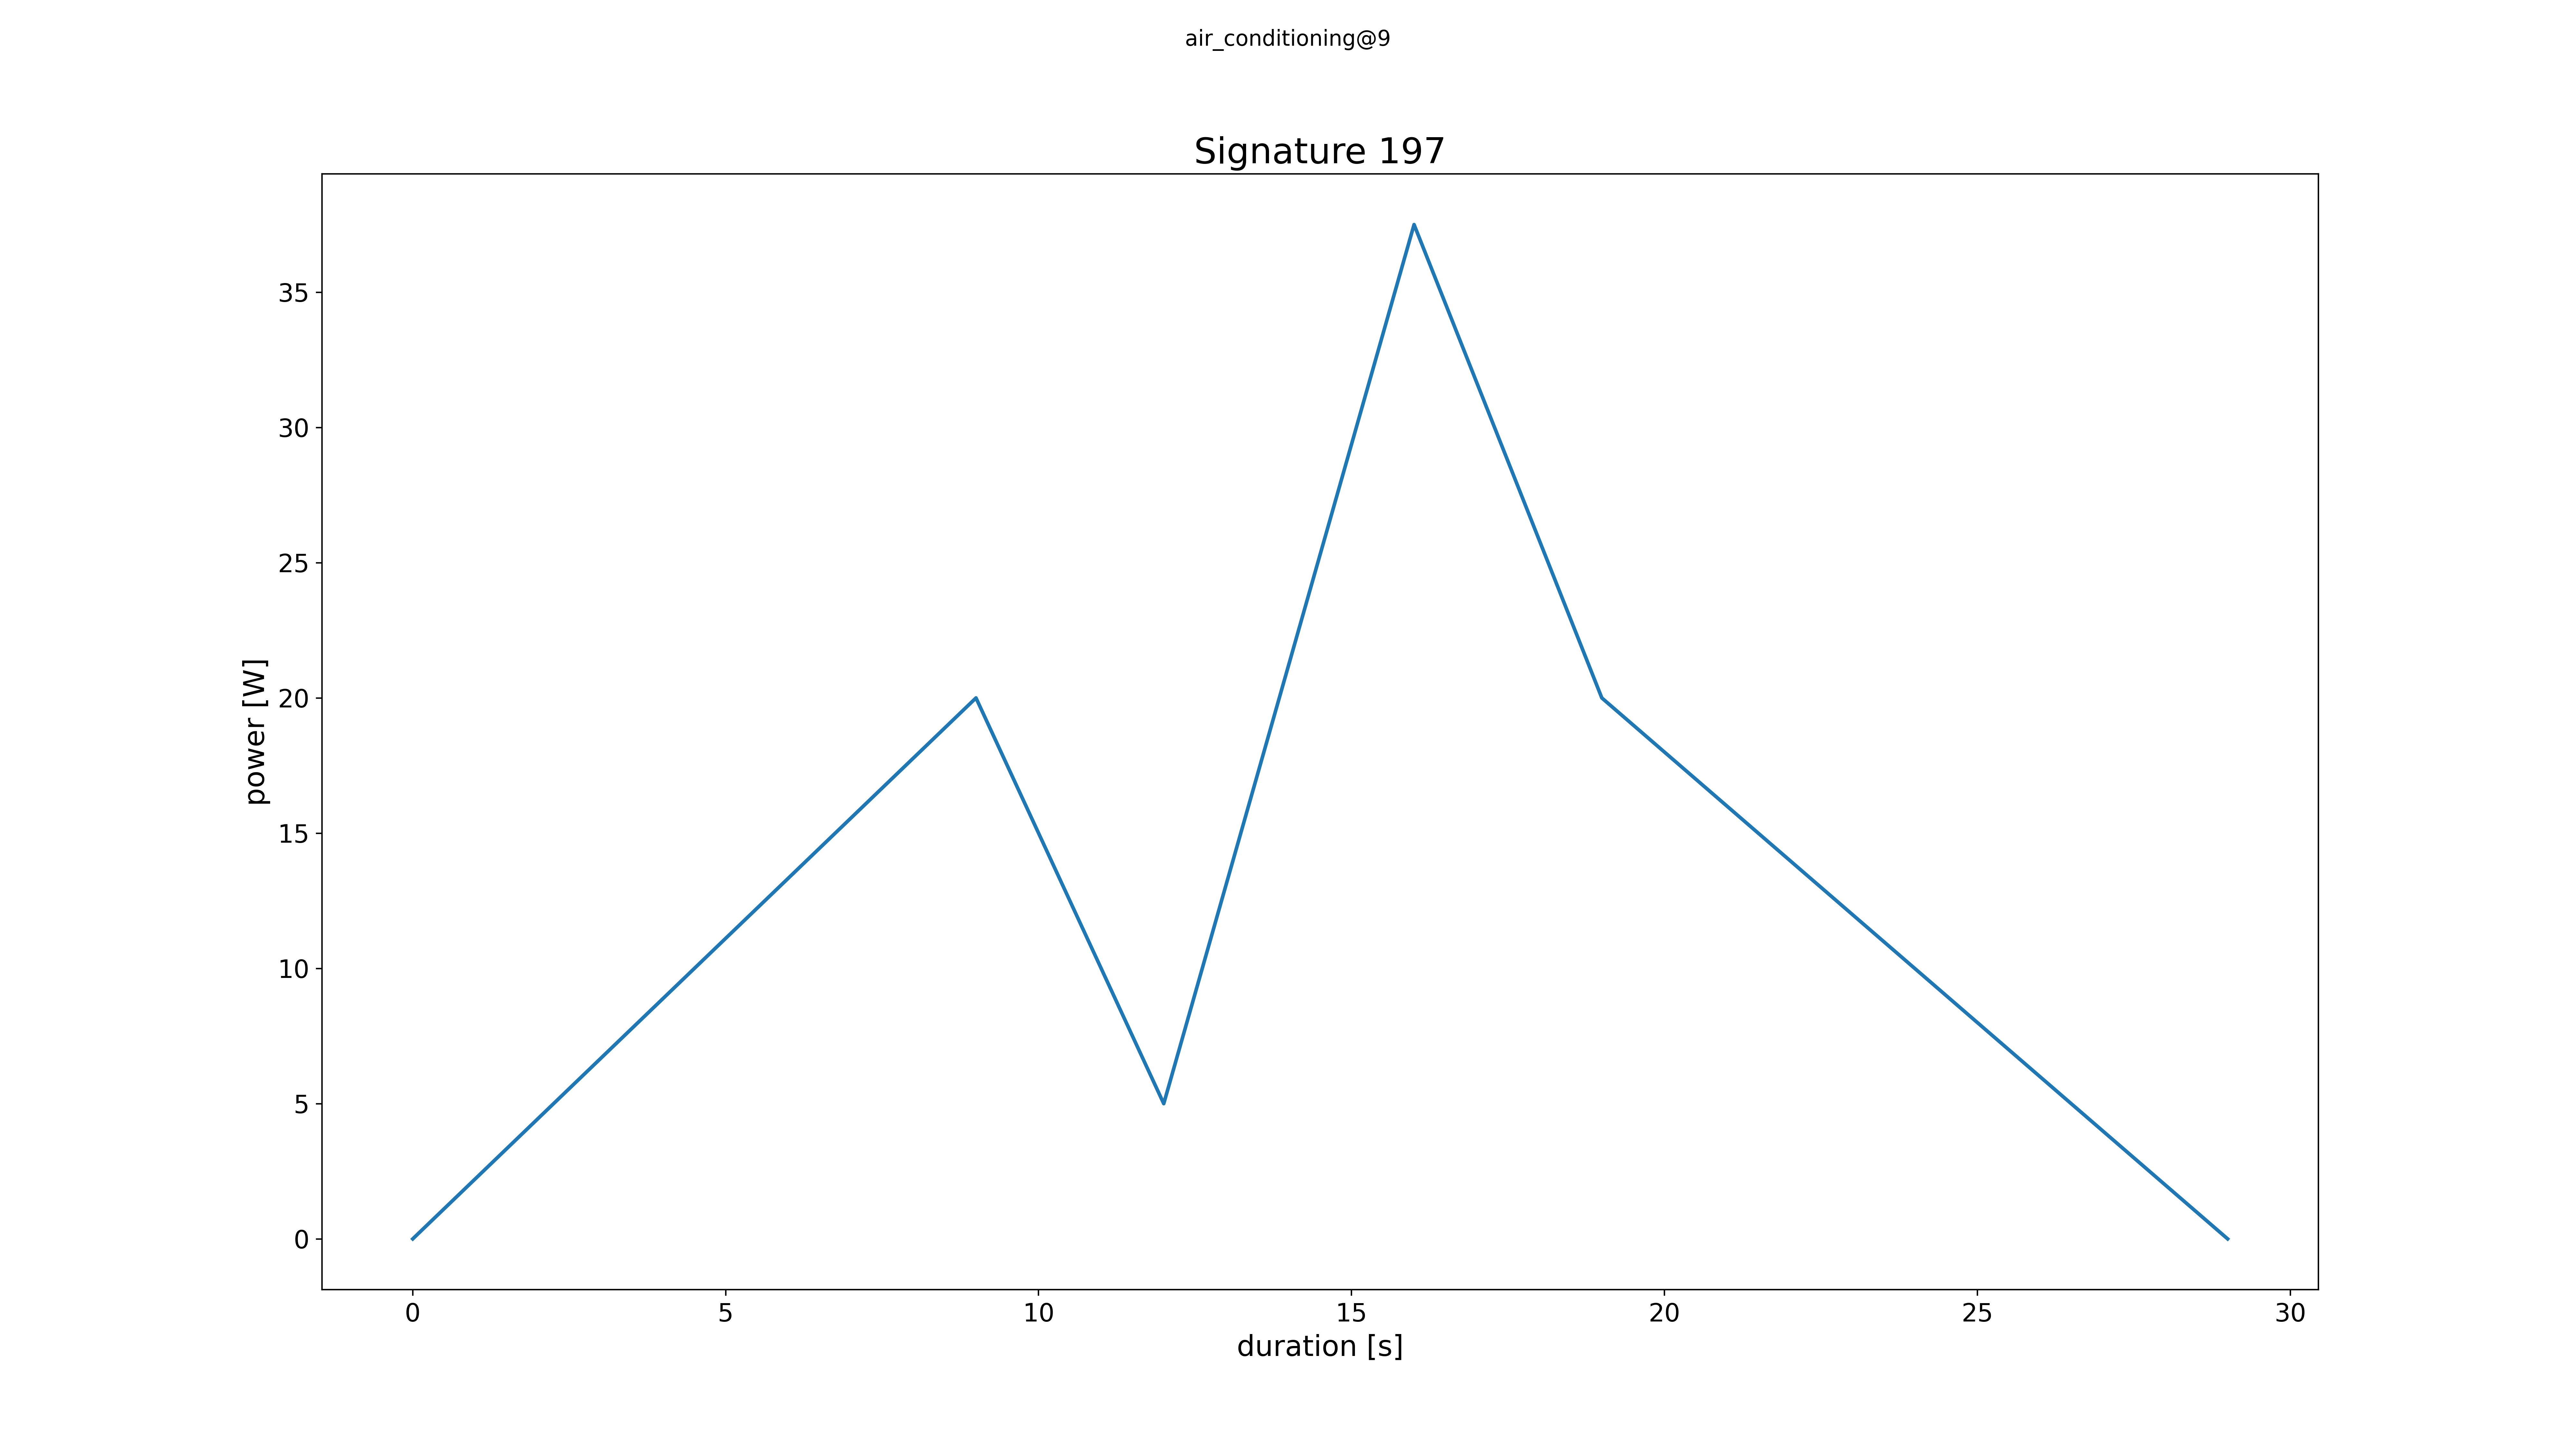 air_conditioning@9
Signature 197
power [W]
35
30
25
20
15
10
5
0
0 5 10 15 20 25 30
duration [s]